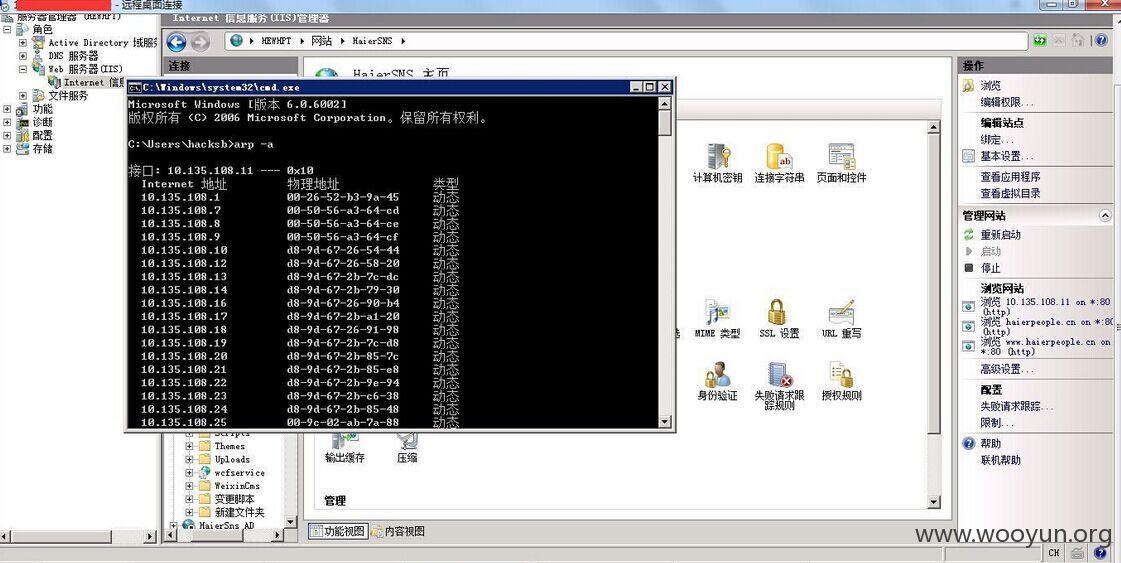 - 远程桌面连接
服务器管理器 (HEWHPT)
Internet 信息服务(IIS)管理器
角色
Active Directory 域服务
DNS 服务器
Web 服务器(IIS)
Internet 信息
文件服务
功能
诊断
配置
存储
HEWHPT
网站
HaierSNS
连接
HaierSNS 主页
C:\Windows\system32\cmd.exe
Microsoft Windows [版本 6.0.6002]
版权所有 (C) 2006 Microsoft Corporation。保留所有权利。
C:\Users\hacksb>arp -a
接口: 10.135.108.11 --- 0x10
Internet 地址 物理地址 类型
10.135.108.1 00-26-52-b3-9a-45 动态
10.135.108.7 00-50-56-a3-64-cd 动态
10.135.108.8 00-50-56-a3-64-ce 动态
10.135.108.9 00-50-56-a3-64-cf 动态
10.135.108.10 d8-9d-67-26-54-44 动态
10.135.108.12 d8-9d-67-26-58-20 动态
10.135.108.13 d8-9d-67-2b-7c-dc 动态
10.135.108.14 d8-9d-67-2b-79-30 动态
10.135.108.16 d8-9d-67-26-90-b4 动态
10.135.108.17 d8-9d-67-2b-a1-20 动态
10.135.108.18 d8-9d-67-26-91-98 动态
10.135.108.19 d8-9d-67-2b-7c-d8 动态
10.135.108.20 d8-9d-67-2b-85-7c 动态
10.135.108.21 d8-9d-67-2b-85-e8 动态
10.135.108.22 d8-9d-67-2b-9e-94 动态
10.135.108.23 d8-9d-67-2b-c6-38 动态
10.135.108.24 d8-9d-67-2b-85-48 动态
10.135.108.25 00-9c-02-ab-7a-88 动态
计算机密钥
连接字符串
页面和控件
MIME 类型
SSL 设置
URL 重写
身份验证
失败请求跟踪规则
授权规则
输出缓存
压缩
管理
Scripts
Themes
Uploads
wcfservice
WeixinCms
变更脚本
新建文件夹
HaierSns_AD
功能视图
内容视图
操作
浏览
编辑权限...
编辑站点
绑定...
基本设置...
查看应用程序
查看虚拟目录
管理网站
重新启动
启动
停止
浏览网站
浏览 10.135.108.11 on *:80
(http)
浏览 haierpeople.cn on *:80
(http)
浏览 www.haierpeople.cn on
*:80 (http)
高级设置...
配置
失败请求跟踪...
限制...
帮助
联机帮助
www.wooyun.org
CH